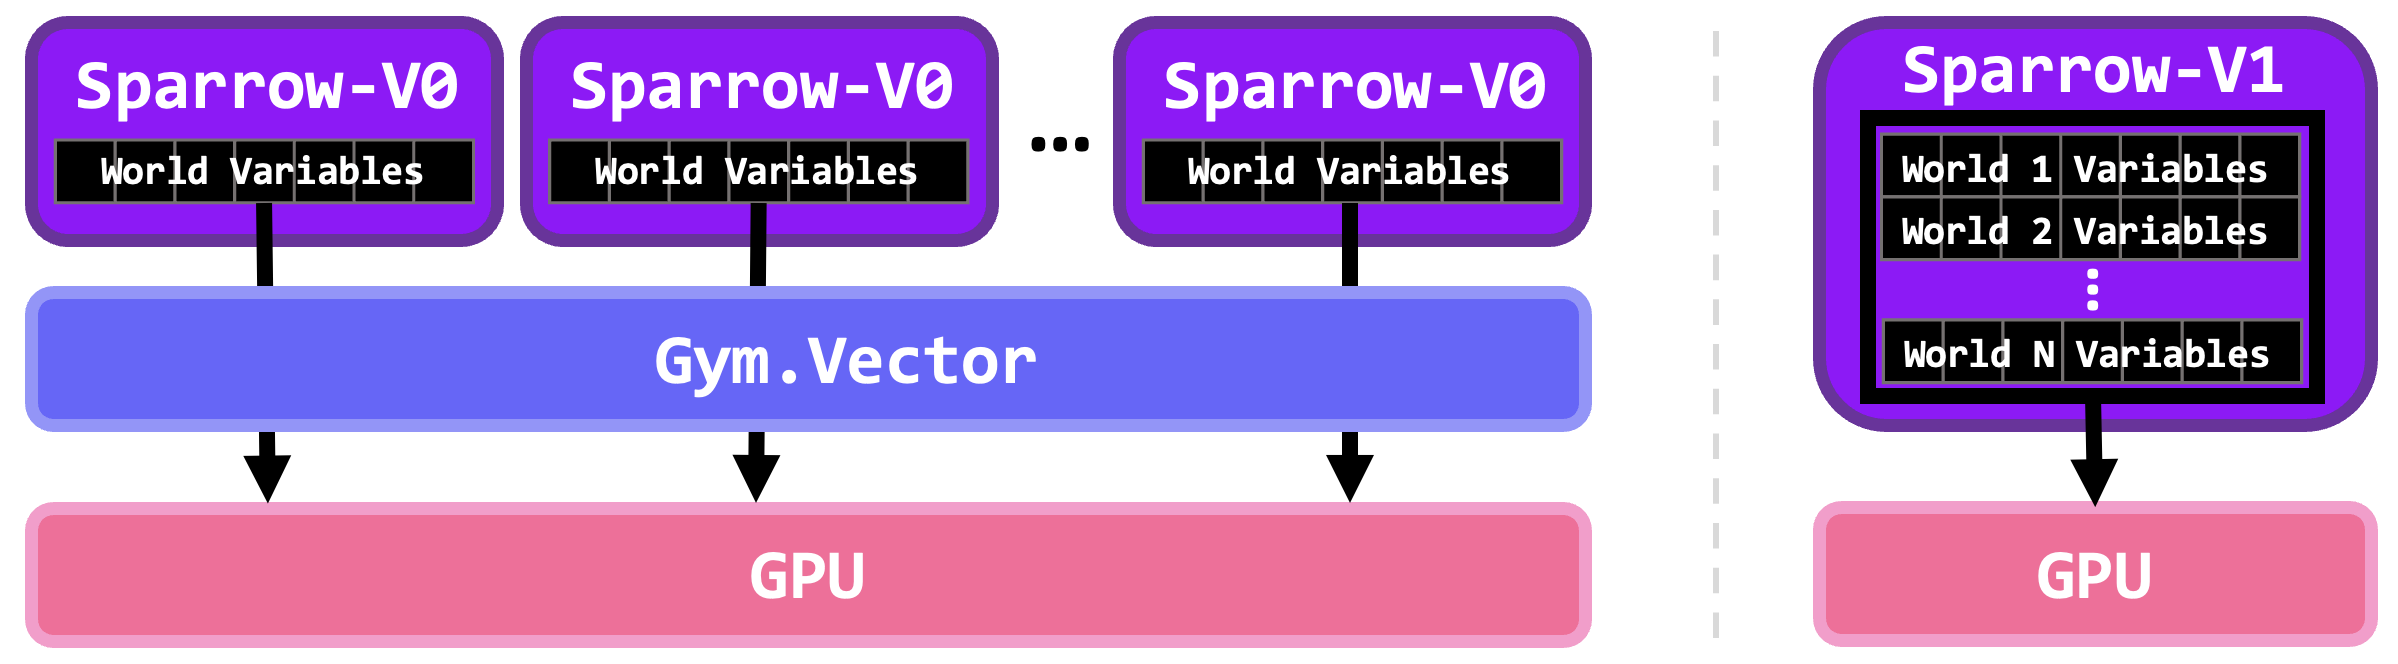 Sparrow-V0
World Variables
Sparrow-V0
World Variables
...
Sparrow-V0
World Variables
Gym.Vector
GPU
Sparrow-V1
World 1 Variables
World 2 Variables
⋮
World N Variables
GPU